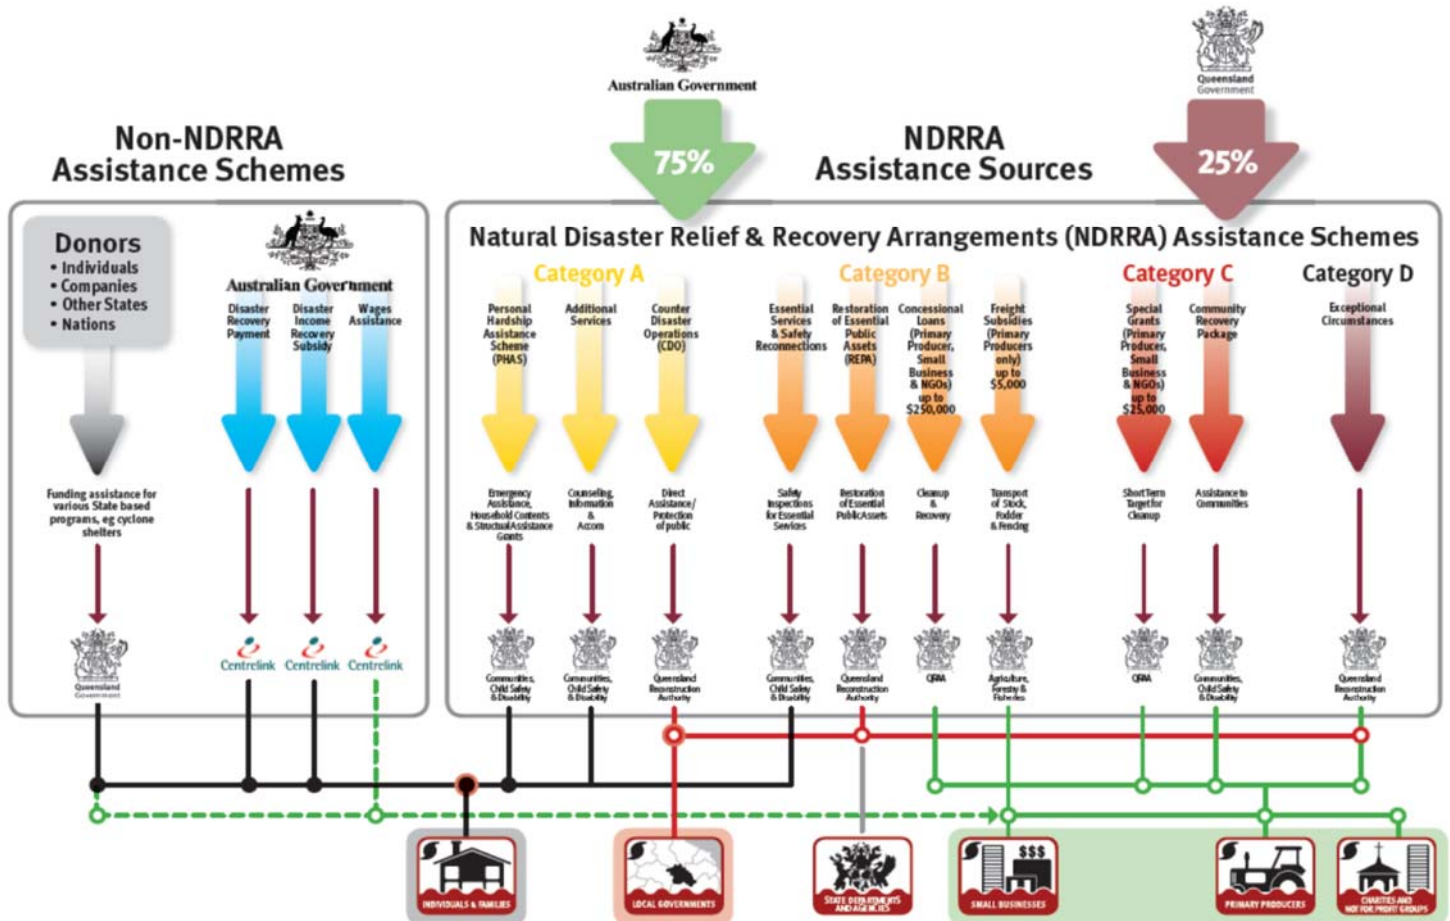 Australian Government
Queensland
Government
75%
25%
Non-NDRRA
Assistance Schemes
NDRRA
Assistance Sources
Donors
• Individuals
• Companies
• Other States
• Nations
Australian Government
Disaster
Recovery
Payment
Disaster
Income
Recovery
Subsidy
Wages
Assistance
Funding assistance for
various State based
programs, eg cyclone
shelters
Queensland
Government
Centrelink
Centrelink
Centrelink
Natural Disaster Relief & Recovery Arrangements (NDRRA) Assistance Schemes
Category A
Category B
Category C
Category D
Personal
Hardship
Assistance
Scheme
(PHAS)
Additional
Services
Counter
Disaster
Operations
(CDO)
Essential
Services
& Safety
Reconnections
Restoration
of Essential
Public
Assets
(REPA)
Concessional
Loans
(Primary
Producer,
Small
Business
& NGOs)
up to
$250,000
Freight
Subsidies
(Primary
Producers
only)
up to
$5,000
Special
Grants
(Primary
Producer,
Small
Business
& NGOs)
up to
$25,000
Community
Recovery
Package
Exceptional
Circumstances
Emergency
Assistance,
Household Contents
& Structual Assistance
Grants
Counseling,
Information
&
Accom
Direct
Assistance/
Protection
of public
Safety
Inspections
for Essential
Services
Restoration
of Essential
Public Assets
Cleanup
&
Recovery
Transport
of Stock,
Fodder
& Fencing
Short Term
Target for
Cleanup
Assistance to
Communities
Communities,
Child Safety
& Disability
Communities,
Child Safety
& Disability
Queensland
Reconstruction
Authority
Communities,
Child Safety
& Disability
Queensland
Reconstruction
Authority
QRAA
Agriculture,
Forestry &
Fisheries
QRAA
Communities,
Child Safety
& Disability
Queensland
Reconstruction
Authority
INDIVIDUALS & FAMILIES
LOCAL GOVERNMENTS
STATE DEPARTMENTS
AND AGENCIES
$$$
SMALL BUSINESSES
PRIMARY PRODUCERS
CHARITIES AND
NOT FOR PROFIT GROUPS